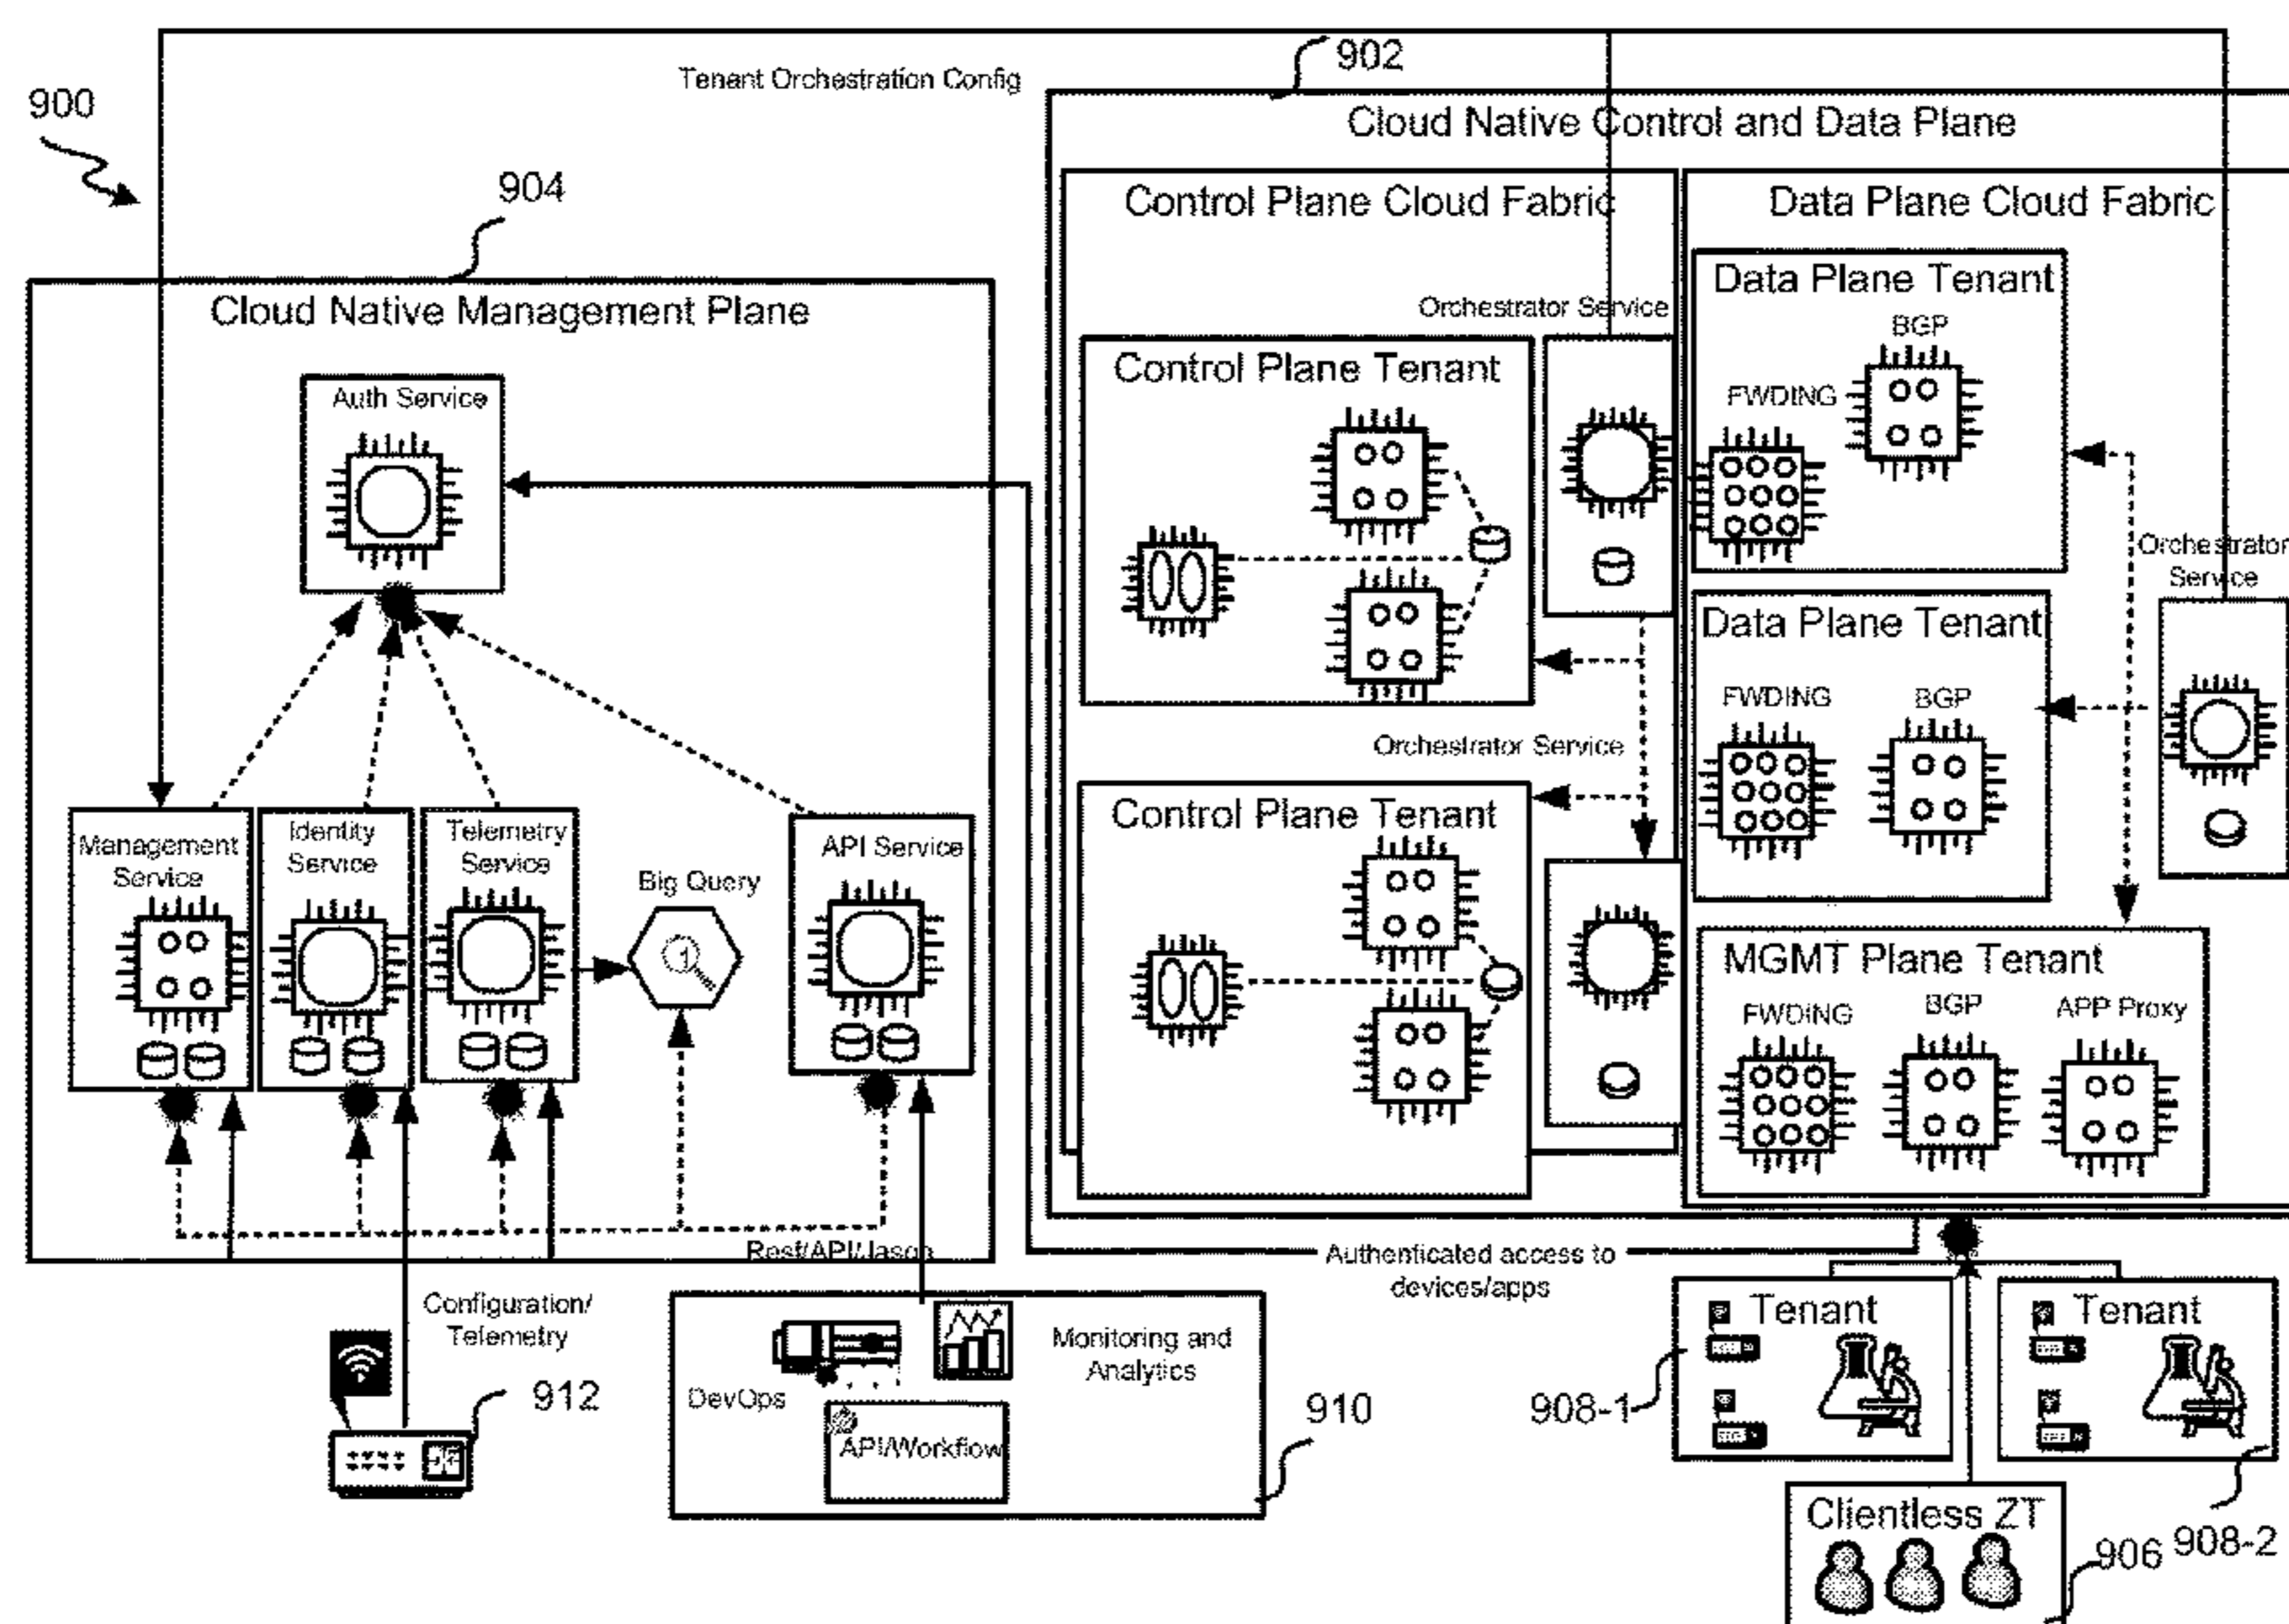 902
Tenant Orchestration Config
900
Cloud Native Control and Data Plane
904
Control Plane Cloud Fabric
Data Plane Cloud Fabric
Cloud Native Management Plane
Orchestrator Service
Data Plane Tenant
BGP
FWDING
Auth Service
Control Plane Tenant
Orchestrator
Service
Data Plane Tenant
FWDING
BGP
Orchestrator Service
Control Plane Tenant
Management
Service
Identity
Service
Telemetry
Service
Big Query
API Service
MGMT Plane Tenant
FWDING
BGP
APP Proxy
Rest/API/Jason
Authenticated access to
devices/apps
Configuration/
Telemetry
912
DevOps
Monitoring and
Analytics
API/Workflow
910
Tenant
908-1
Tenant
908-2
Clientless ZT
906